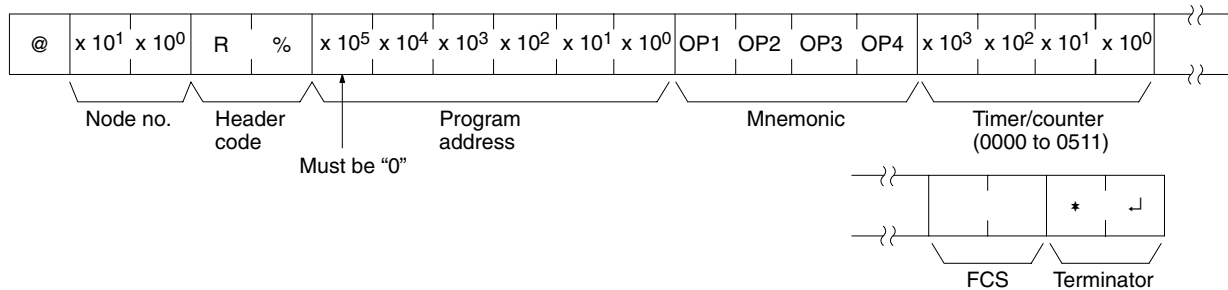 @ x 10¹ x 10⁰ R % x 10⁵ x 10⁴ x 10³ x 10² x 10¹ x 10⁰ OP1 OP2 OP3 OP4 x 10³ x 10² x 10¹ x 10⁰
Node no. Header code Program address Mnemonic Timer/counter (0000 to 0511)
Must be “0”
* ↵
FCS Terminator